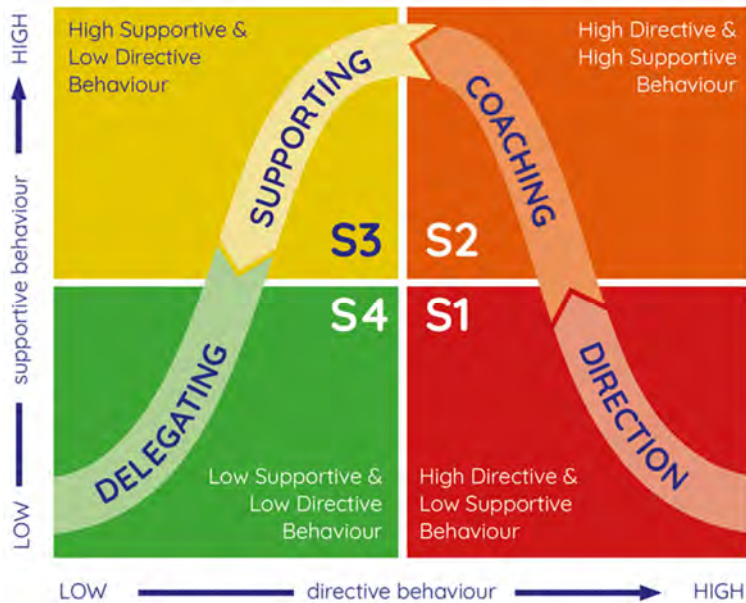 HIGH
supportive behaviour
LOW
High Supportive &
Low Directive
Behaviour
SUPPORTING
S3
High Directive &
High Supportive
Behaviour
COACHING
S2
S4
DELEGATING
Low Supportive &
Low Directive
Behaviour
S1
DIRECTION
High Directive &
Low Supportive
Behaviour
LOW
directive behaviour
HIGH